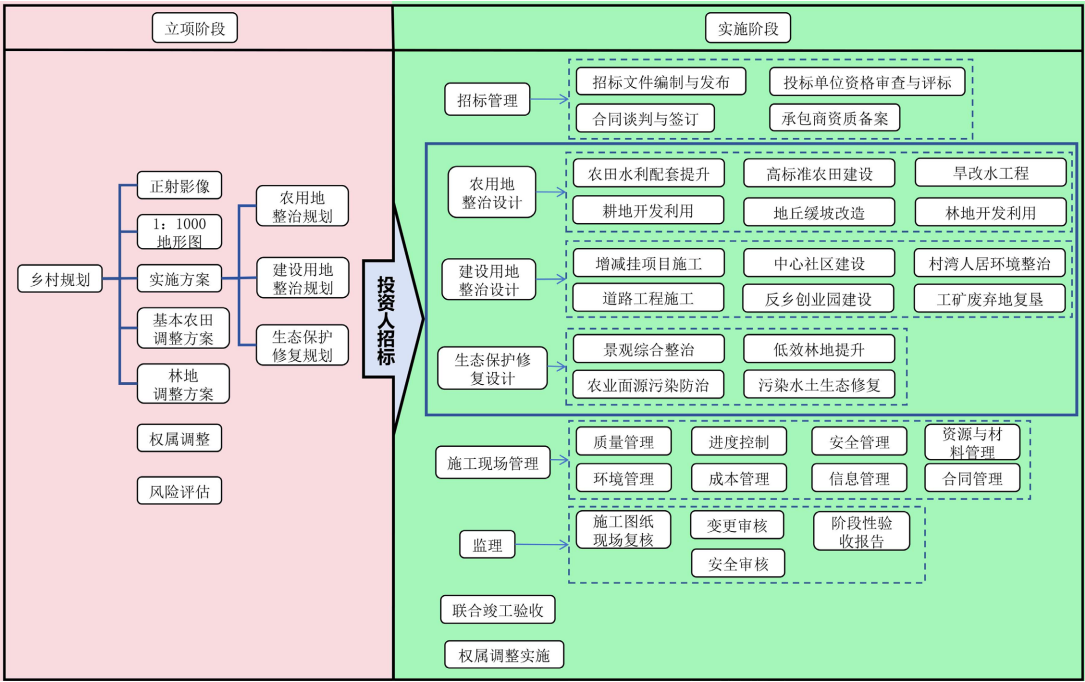 立项阶段
实施阶段
乡村规划
正射影像
1：1000
地形图
实施方案
基本农田
调整方案
林地
调整方案
权属调整
风险评估
农用地
整治规划
建设用地
整治规划
生态保护
修复规划
投资人招标
招标管理
招标文件编制与发布
投标单位资格审查与评标
合同谈判与签订
承包商资质备案
农用地
整治设计
农田水利配套提升
高标准农田建设
旱改水工程
耕地开发利用
地丘缓坡改造
林地开发利用
建设用地
整治设计
增减挂项目施工
中心社区建设
村湾人居环境整治
道路工程施工
反乡创业园建设
工矿废弃地复垦
生态保护修
复设计
景观综合整治
低效林地提升
农业面源污染防治
污染水土生态修复
施工现场管理
质量管理
进度控制
安全管理
资源与材
料管理
环境管理
成本管理
信息管理
合同管理
监理
施工图纸
现场复核
变更审核
阶段性验
收报告
安全审核
联合竣工验收
权属调整实施